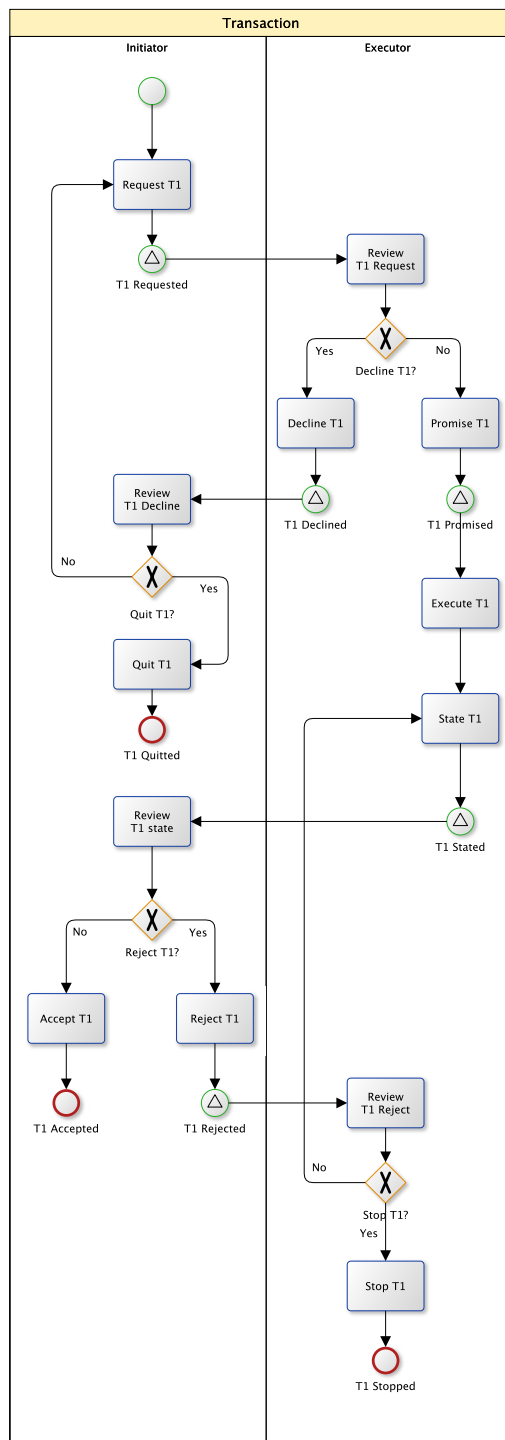 Transaction
Initiator
Executor
Request T1
T1 Requested
Review
T1 Request
Decline T1?
Yes
No
Decline T1
Promise T1
Review
T1 Decline
T1 Declined
T1 Promised
No
Yes
Quit T1?
Execute T1
Quit T1
T1 Quitted
State T1
Review
T1 state
T1 Stated
No
Yes
Reject T1?
Accept T1
Reject T1
T1 Accepted
T1 Rejected
Review
T1 Reject
No
Stop T1?
Yes
Stop T1
T1 Stopped